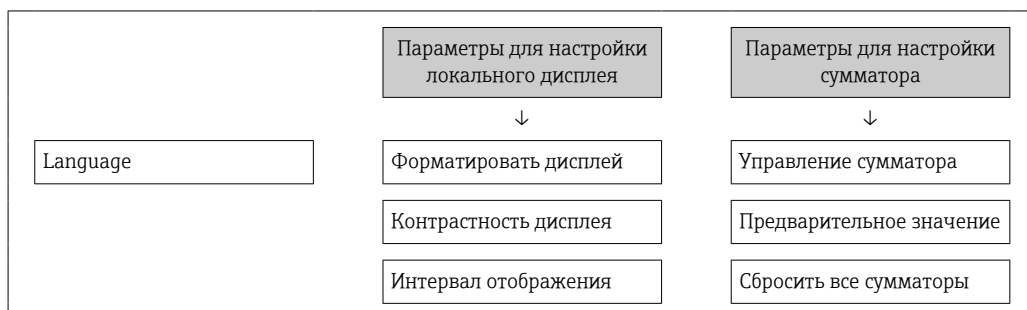 Параметры для настройки
локального дисплея
Параметры для настройки
сумматора
↓
↓
Language
Форматировать дисплей
Управление сумматора
Контрастность дисплея
Предварительное значение
Интервал отображения
Сбросить все сумматоры